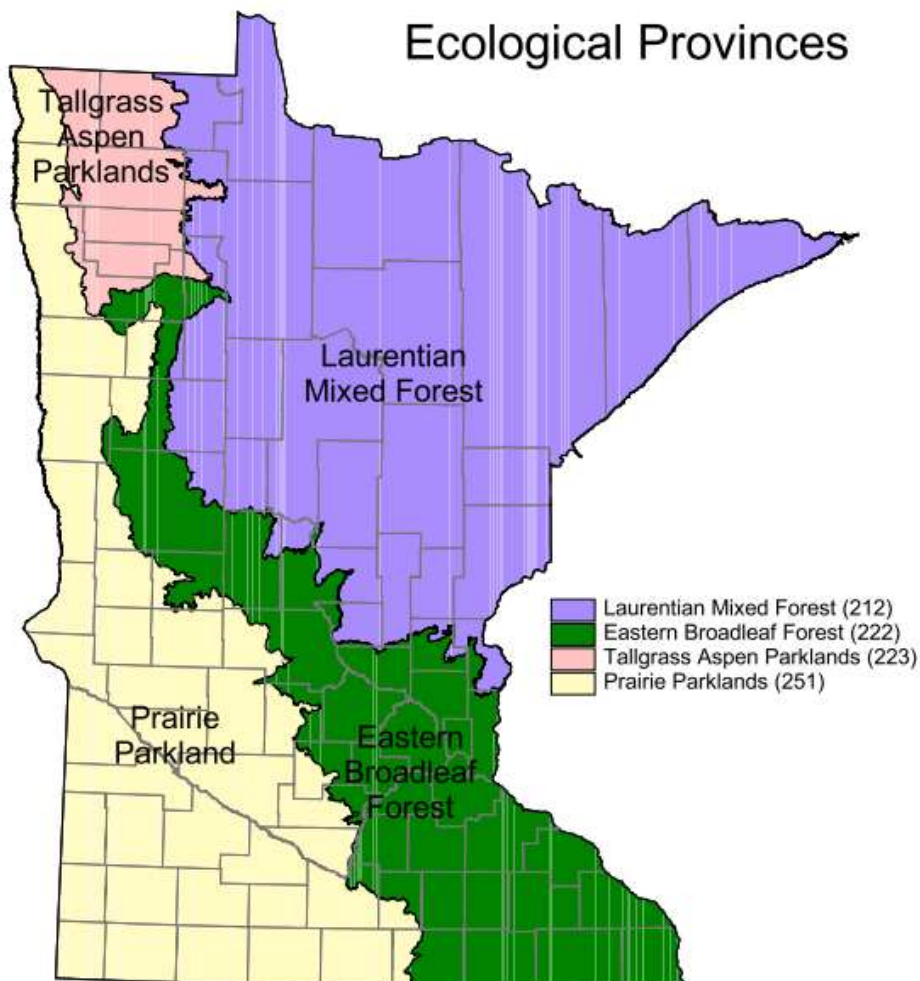 Ecological Provinces
Tallgrass
Aspen
Parklands
Laurentian
Mixed Forest
Laurentian Mixed Forest (212)
Eastern Broadleaf Forest (222)
Tallgrass Aspen Parklands (223)
Prairie Parklands (251)
Prairie
Parkland
Eastern
Broadleaf
Forest